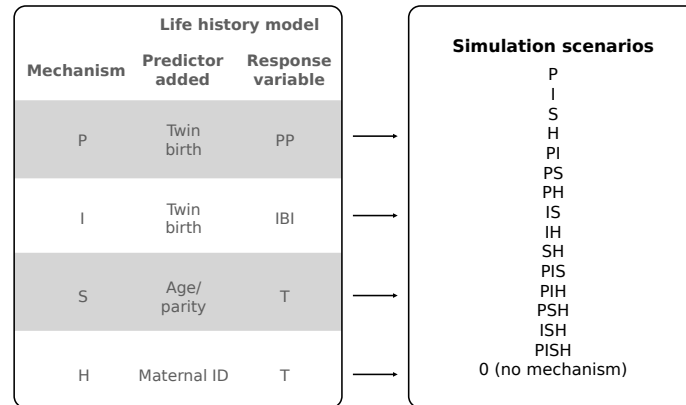 Life history model
Mechanism Predictor added Response variable
P Twin birth PP
I Twin birth IBI
S Age/ parity T
H Maternal ID T
Simulation scenarios
P
I
S
H
PI
PS
PH
IS
IH
SH
PIS
PIH
PSH
ISH
PISH
0 (no mechanism)